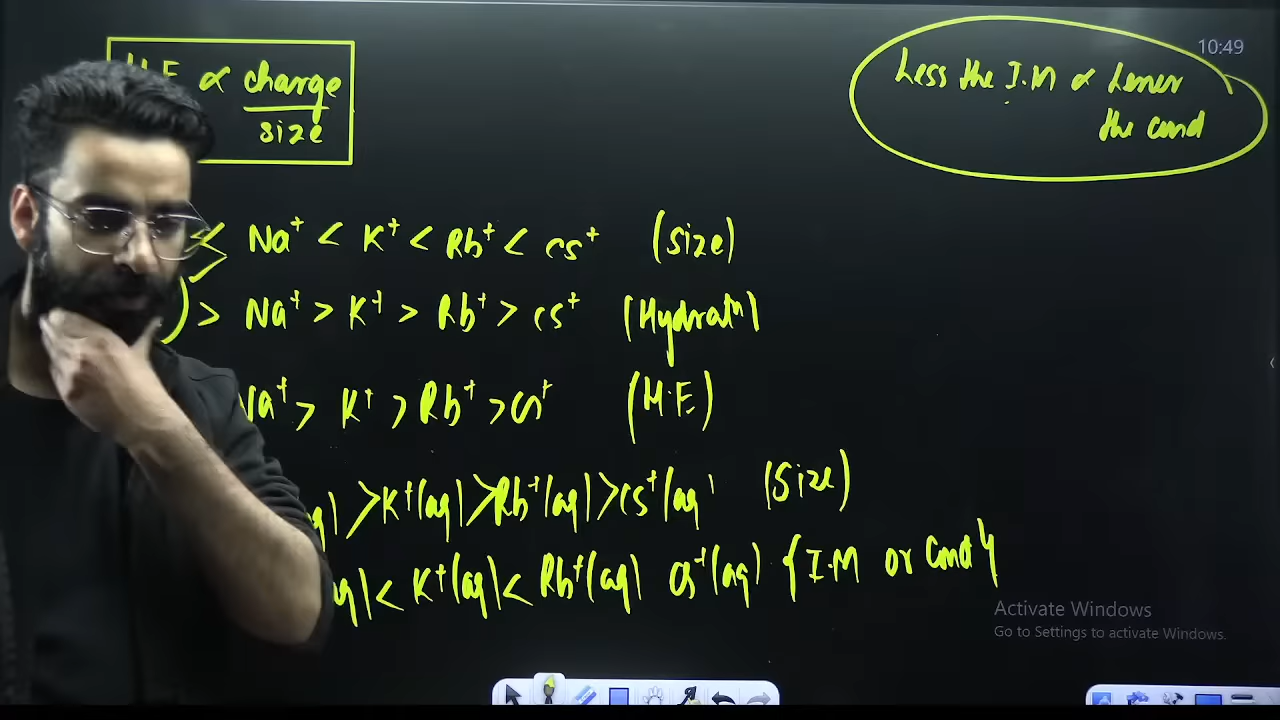 H.E ∝ charge
size
10:49
Less the I.M ∝ Lower
the cond
< Na⁺ < K⁺ < Rb⁺ < Cs⁺ (Size)
> Na⁺ > K⁺ > Rb⁺ > Cs⁺ (Hydratⁿ)
Na⁺ > K⁺ > Rb⁺ > Cs⁺ (H.E.)
q) > K⁺(aq) > Rb⁺(aq) > Cs⁺(aq (Size)
q) < K⁺(aq) < Rb⁺(aq) Cs⁺(aq) {I.M or Cond}
Activate Windows
Go to Settings to activate Windows.